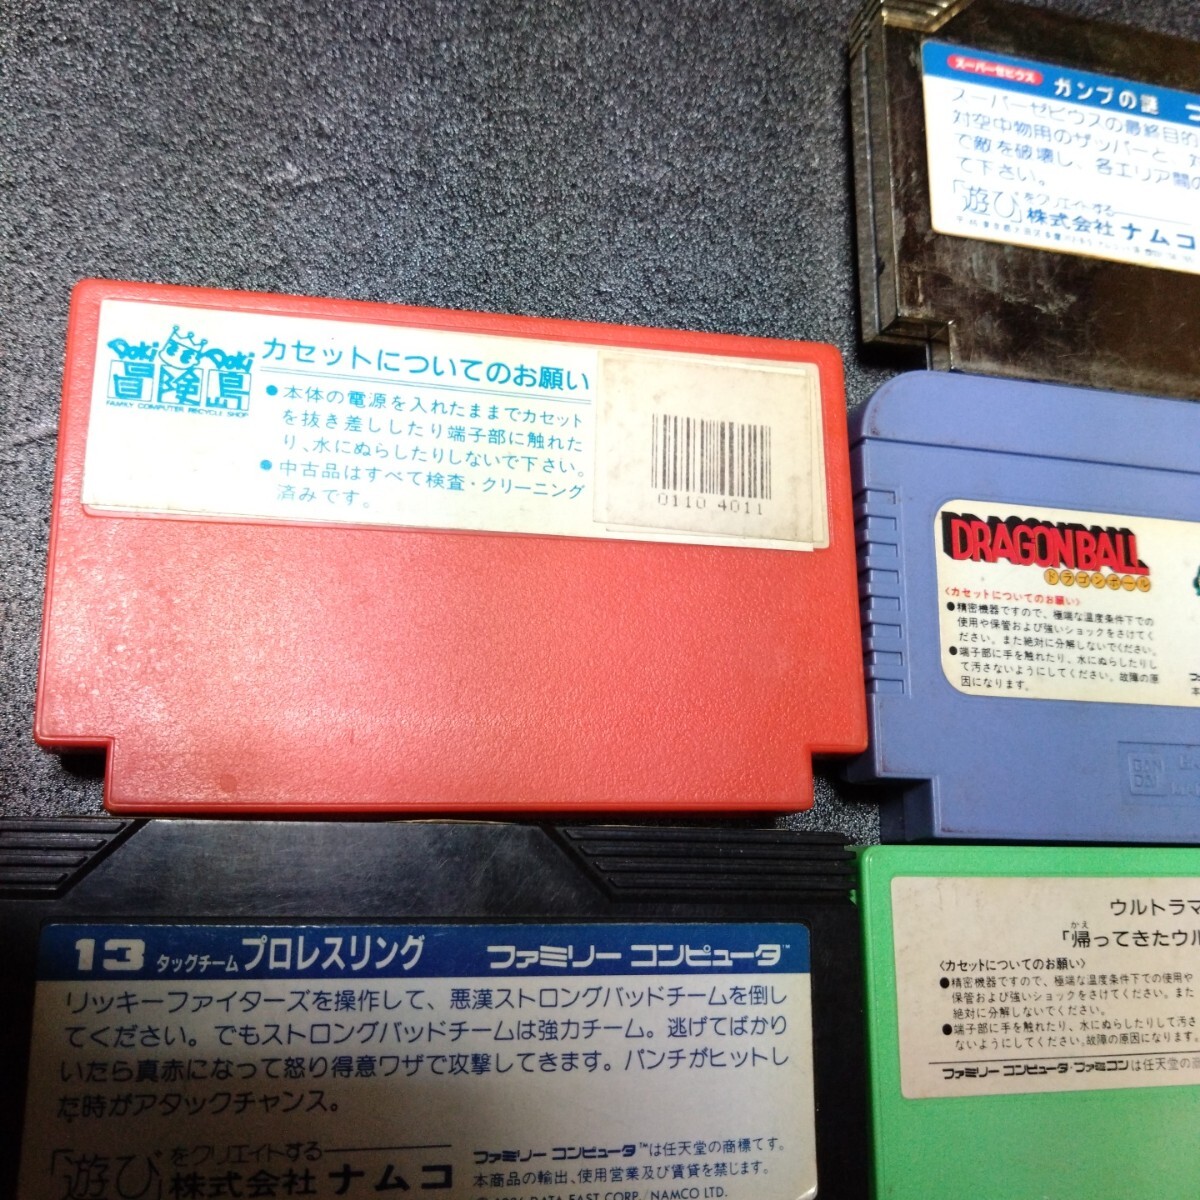 スーパーゼビウス ガンプの謎
スーパーゼビウスの最終目的
対空中物用のザッパーと、
で敵を破壊し、各エリア間の
て下さい。
「遊び」をクリエイトする
株式会社ナムコ
Doki Doki
冒険島
FAMILY COMPUTER RECYCLE SHOP
カセットについてのお願い
●本体の電源を入れたままでカセット
を抜き差ししたり端子部に触れた
り、水にぬらしたりしないで下さい。
●中古品はすべて検査・クリーニング
済みです。
0110 4011
DRAGONBALL
ドラゴンボール
〈カセットについてのお願い〉
●精密機器ですので、極端な温度条件下での
使用や保管および強いショックをさけてく
ださい。また絶対に分解しないでください。
●端子部に手を触れたり、水にぬらしたりし
て汚さないようにしてください。故障の原
因になります。
BAN
DAI
13 タッグチーム プロレスリング ファミリー コンピュータ™
リッキーファイターズを操作して、悪漢ストロングバッドチームを倒し
てください。でもストロングバッドチームは強力チーム。逃げてばかり
いたら真赤になって怒り得意ワザで攻撃してきます。パンチがヒットし
た時がアタックチャンス。
「遊び」をクリエイトする
株式会社ナムコ
ファミリー コンピュータ™は任天堂の商標です。
本商品の輸出、使用営業及び賃貸を禁じます。
DATA EAST CORP./NAMCO LTD.
ウルトラマ
「帰ってきたウル
かえ
〈カセットについてのお願い〉
●精密機器ですので、極端な温度条件下での使用や
保管および強いショックをさけてください。また
絶対に分解しないでください。
●端子部に手を触れたり、水にぬらしたりして汚さ
ないようにしてください。故障の原因になります。
ファミリー コンピュータ・ファミコンは任天堂の商